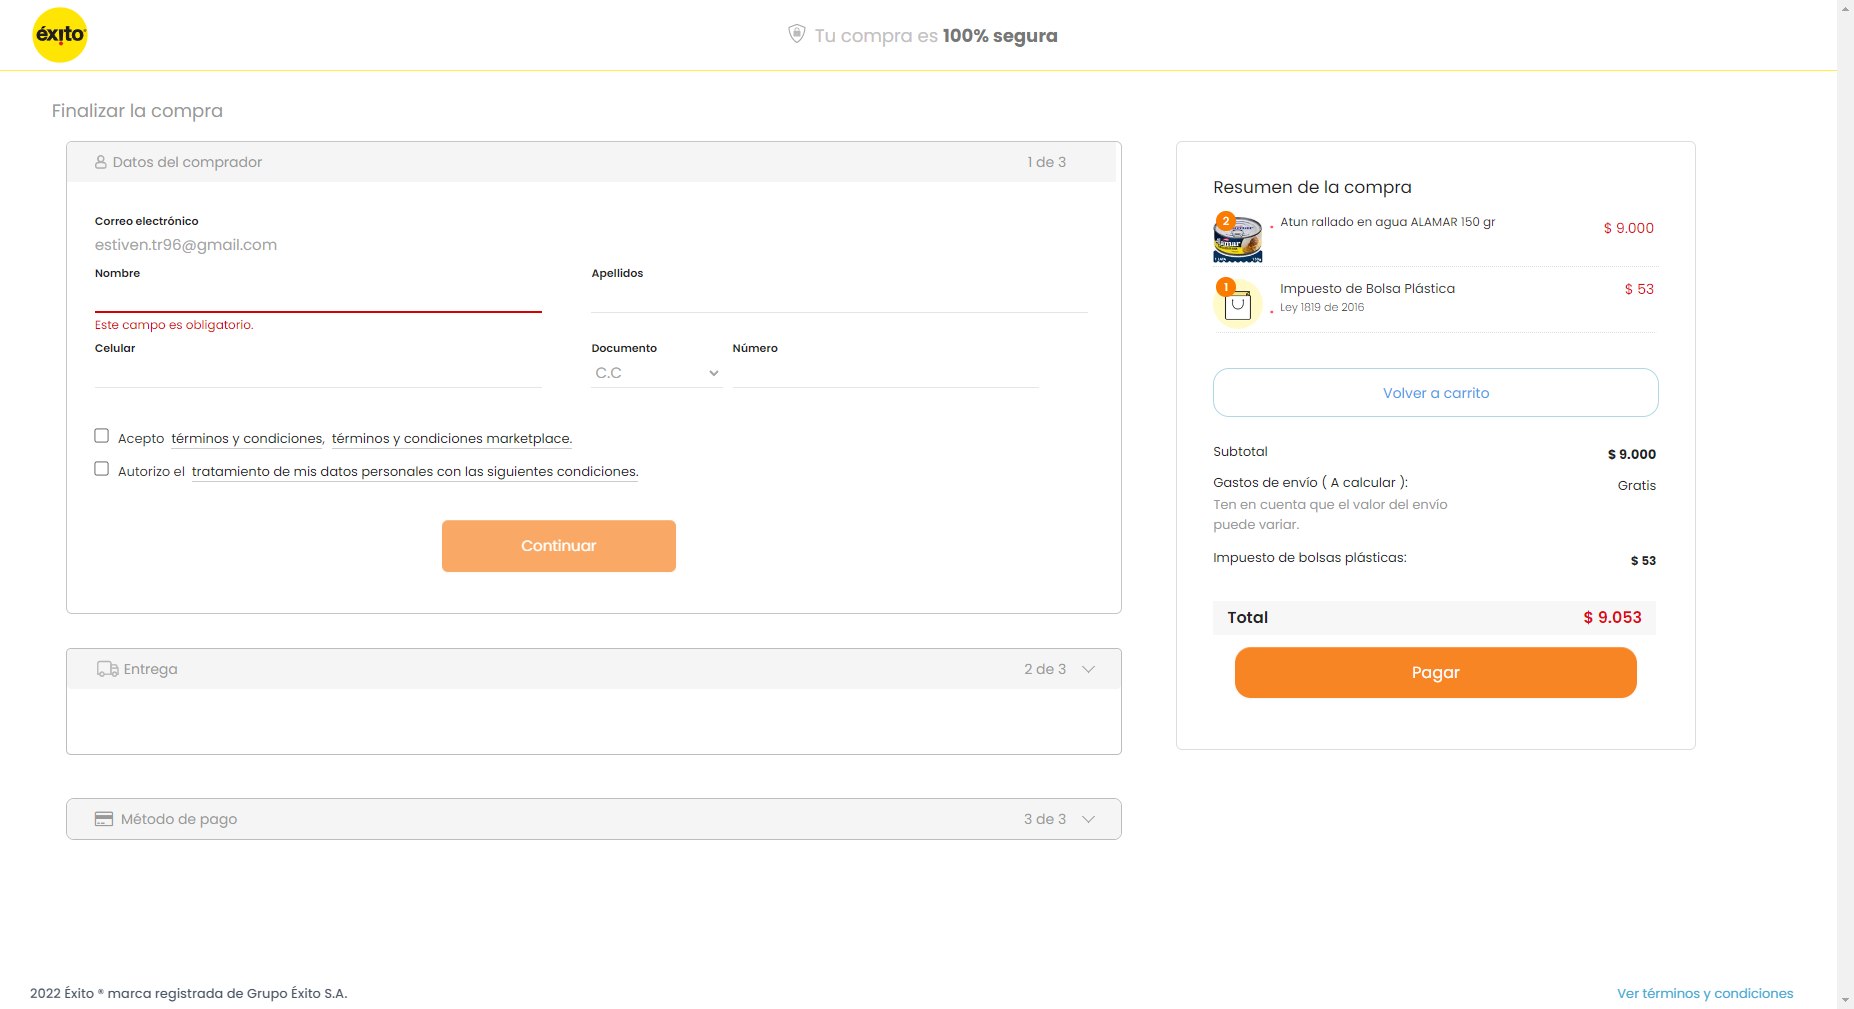 éxito
Tu compra es 100% segura
Finalizar la compra
Datos del comprador 1 de 3
Correo electrónico
estiven.tr96@gmail.com
Nombre Apellidos
Este campo es obligatorio.
Celular Documento Número
C.C
Acepto términos y condiciones, términos y condiciones marketplace.
Autorizo el tratamiento de mis datos personales con las siguientes condiciones.
Continuar
Entrega 2 de 3
Método de pago 3 de 3
Resumen de la compra
2 Atun rallado en agua ALAMAR 150 gr $ 9.000
1 Impuesto de Bolsa Plástica $ 53
Ley 1819 de 2016
Volver a carrito
Subtotal $ 9.000
Gastos de envío ( A calcular ): Gratis
Ten en cuenta que el valor del envío
puede variar.
Impuesto de bolsas plásticas: $ 53
Total $ 9.053
Pagar
2022 Éxito ® marca registrada de Grupo Éxito S.A. Ver términos y condiciones